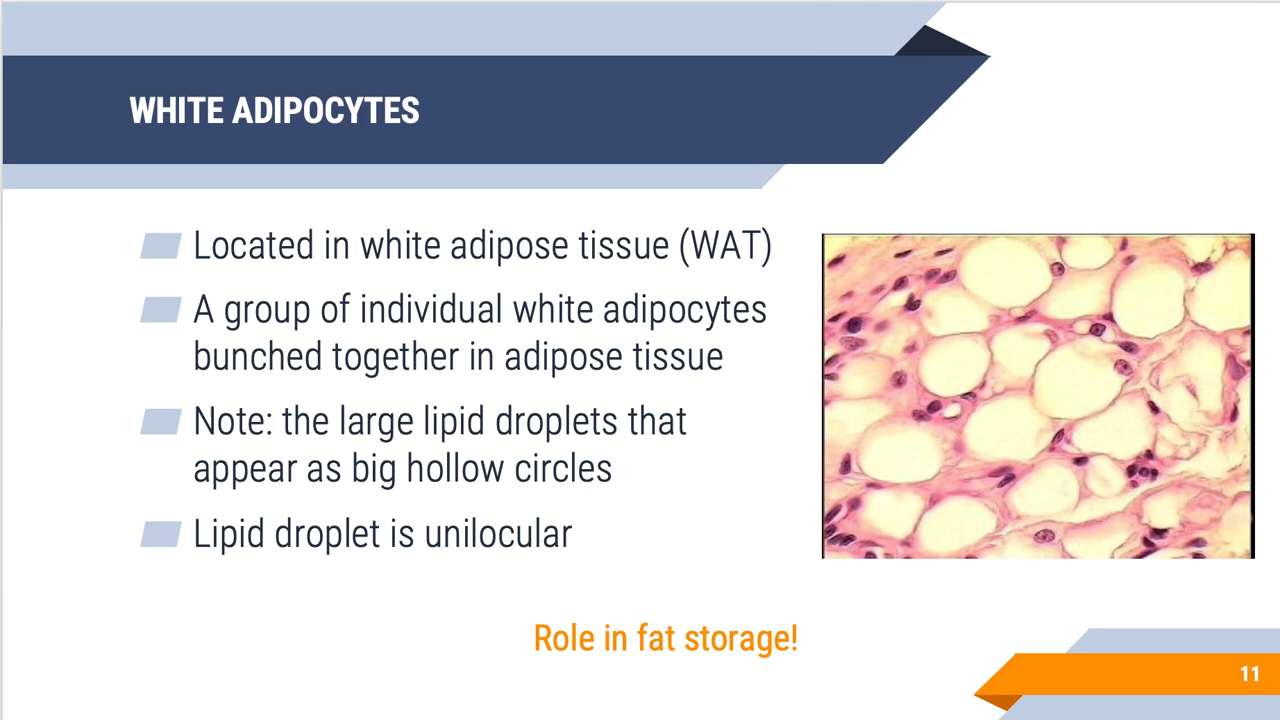 WHITE ADIPOCYTES
Located in white adipose tissue (WAT)
A group of individual white adipocytes
bunched together in adipose tissue
Note: the large lipid droplets that
appear as big hollow circles
Lipid droplet is unilocular
Role in fat storage!
11